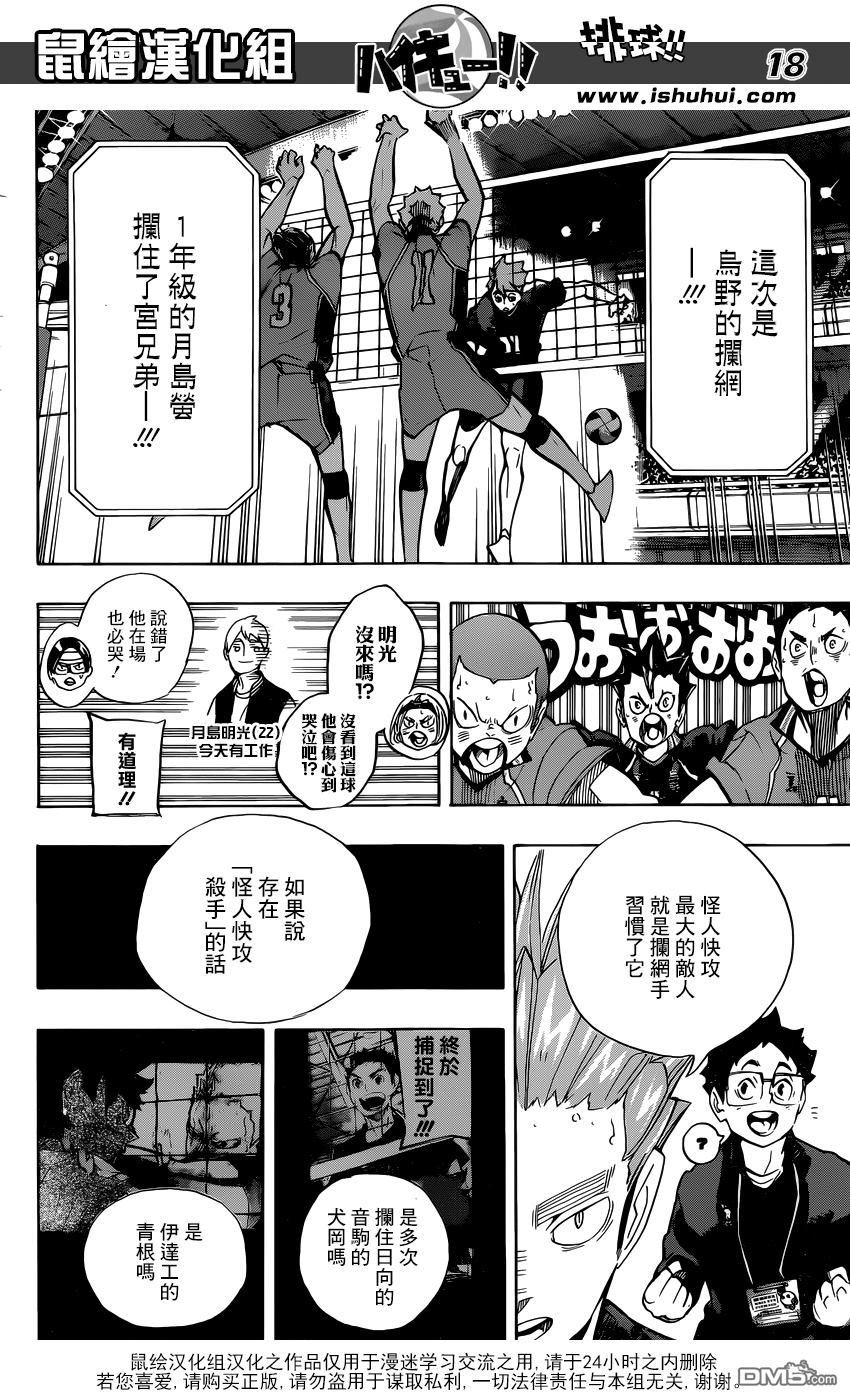 鼠繪漢化組
ハイキュー!!
排球!!
18
www.ishuhui.com
這次是
烏野的攔網
—!!!
1年級的月島螢
攔住了宮兄弟—!!!
3
11
うおおおおお
明光
沒來嗎!?
沒看到這球
他會傷心到
哭泣吧!?
月島明光(22)
今天有工作
說錯了
他在場
也必哭!
有道理!!
怪人快攻
最大的敵人
就是攔網手
習慣了它
?
如果說
存在
「怪人快攻
殺手」的話
終於
捕捉到了!!!
是多次
攔住日向的
音駒的
犬岡嗎
是
伊達工的
青根嗎
鼠绘汉化组汉化之作品仅用于漫迷学习交流之用, 请于24小时之内删除
若您喜爱, 请购买正版, 请勿盗用于谋取私利, 一切法律责任与本组无关, 谢谢。
DM5.com